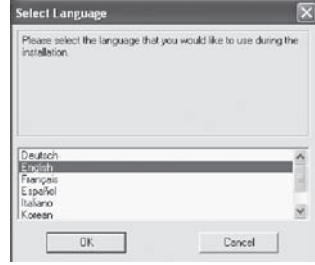 Select Language
Please select the language that you would like to use during the
installation.
Deutsch
English
Français
Español
Italiano
Korean
OK
Cancel